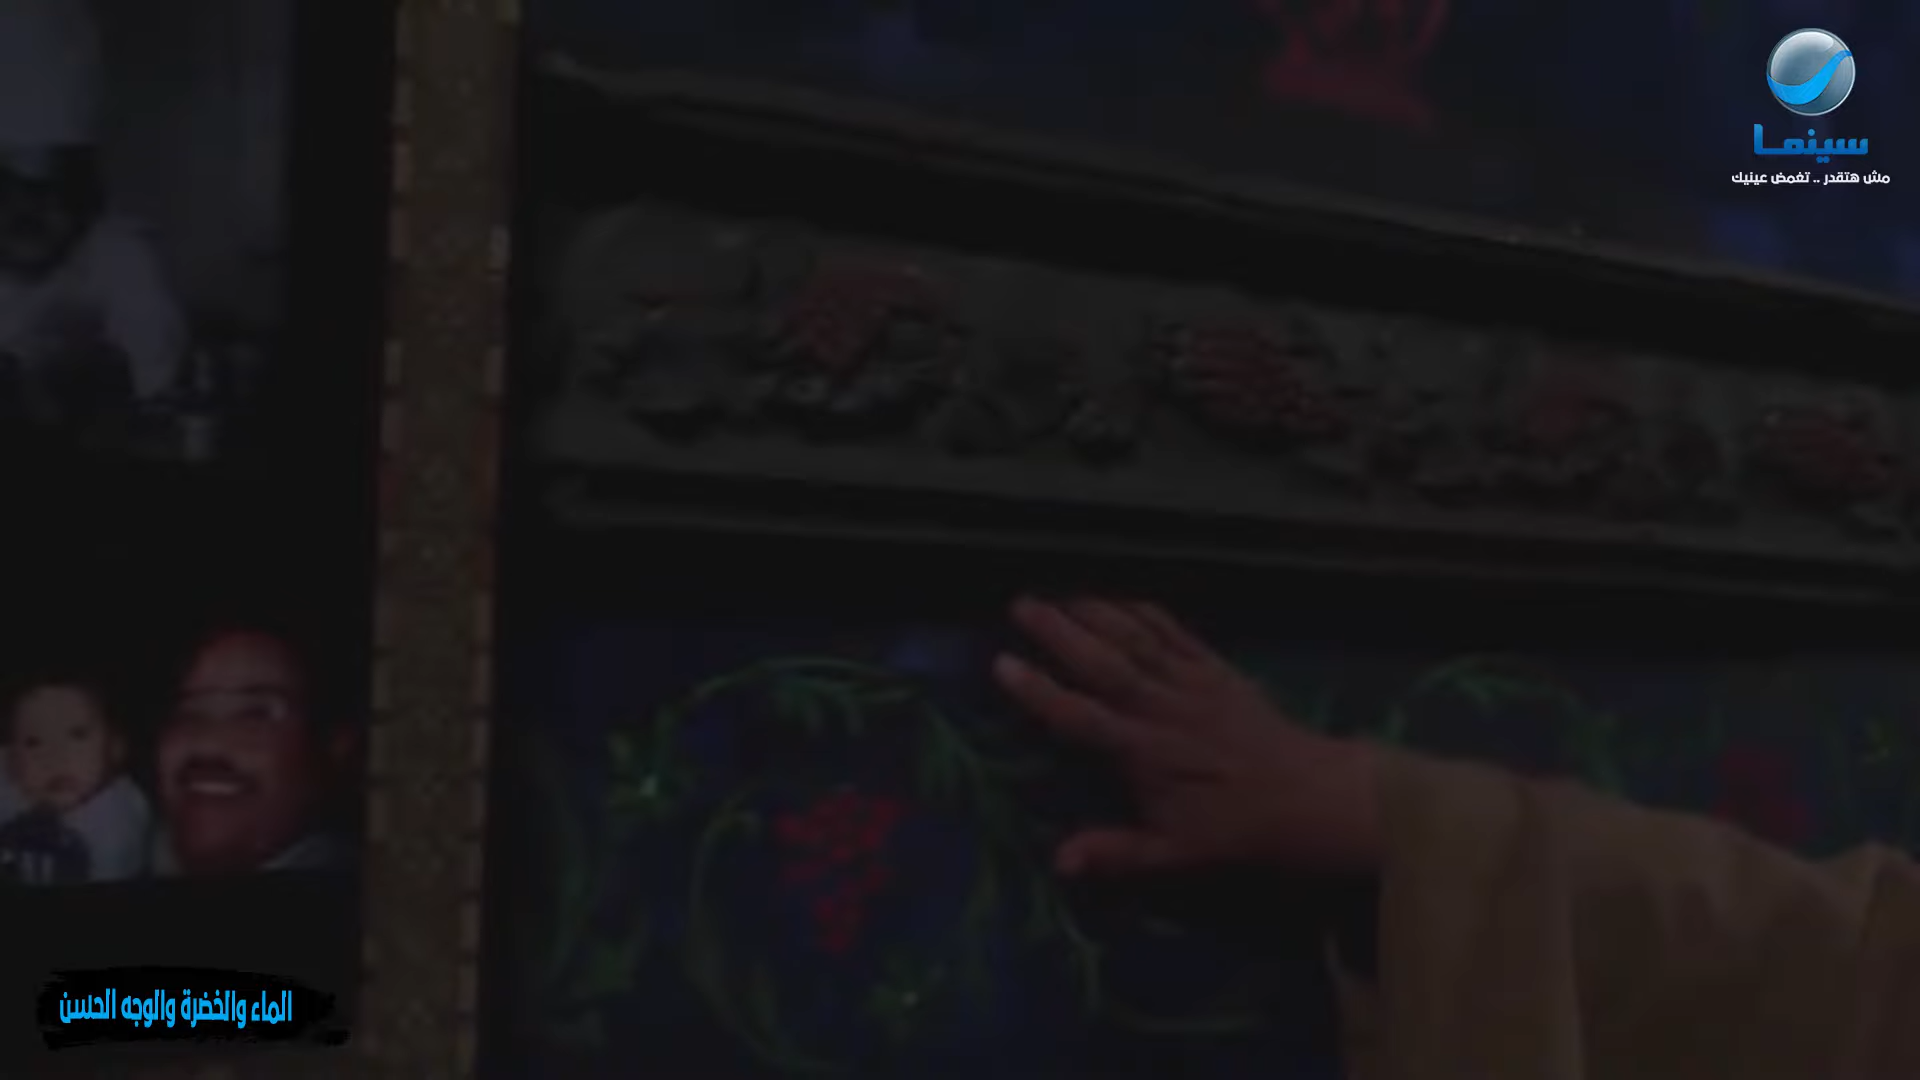 سينما
مش هتقدر .. تغمض عينيك
الماء والخضرة والوجه الحسن